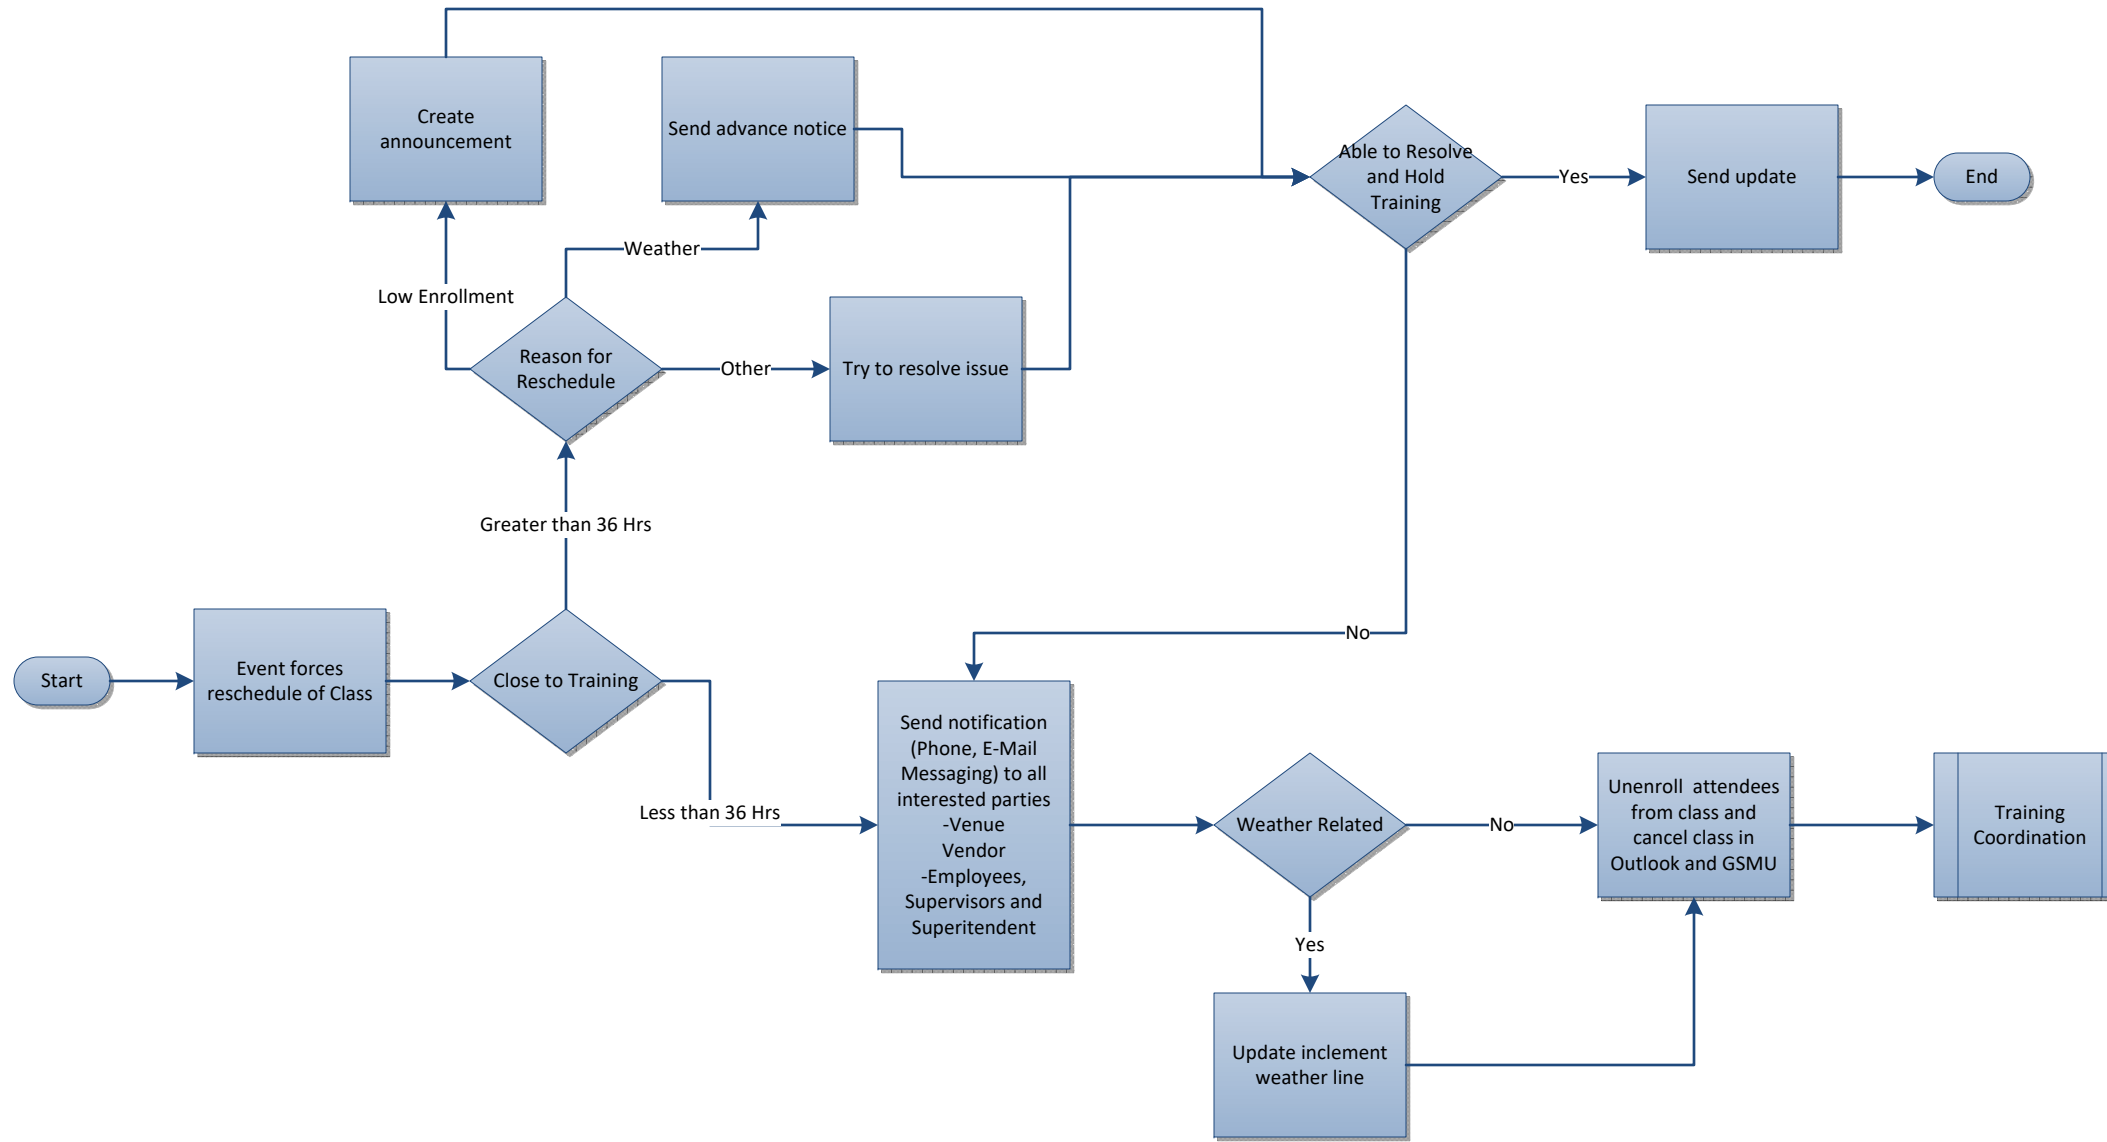 Create
announcement
Send advance notice
Able to Resolve
and Hold
Training
Yes
Send update
End
Weather
Low Enrollment
Reason for
Reschedule
Other
Try to resolve issue
Greater than 36 Hrs
No
Start
Event forces
reschedule of Class
Close to Training
Less than 36 Hrs
Send notification
(Phone, E-Mail
Messaging) to all
interested parties
-Venue
Vendor
-Employees,
Supervisors and
Superitendent
Weather Related
No
Unenroll attendees
from class and
cancel class in
Outlook and GSMU
Training
Coordination
Yes
Update inclement
weather line